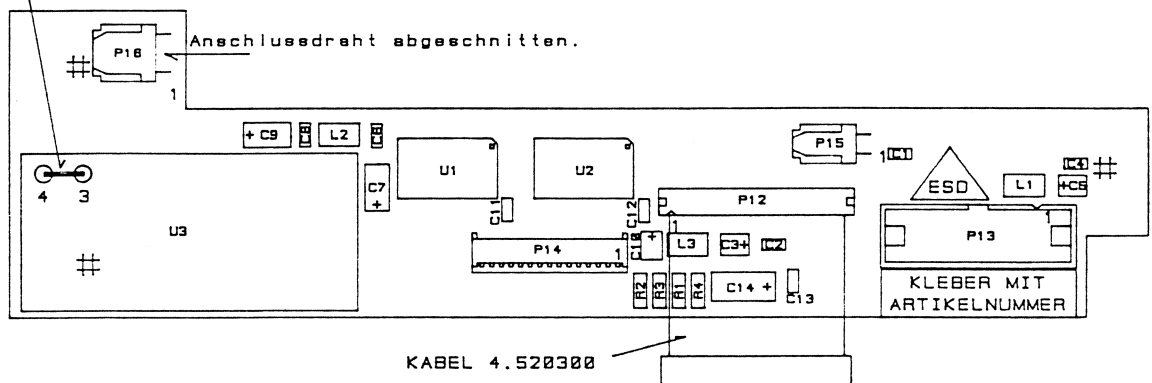 P16
Anschlussdraht abgeschnitten.
1
+ C9
C8
L2
C8
P15
1
C1
C4
U1
U2
C7
+
4 3
ESD
L1
+C5
C11
C12
P12
U3
C10
+
1
L3
C3+
C2
1
P13
P14
1
R2
R3
R1
R4
C14 +
C13
KLEBER MIT
ARTIKELNUMMER
KABEL 4.520300